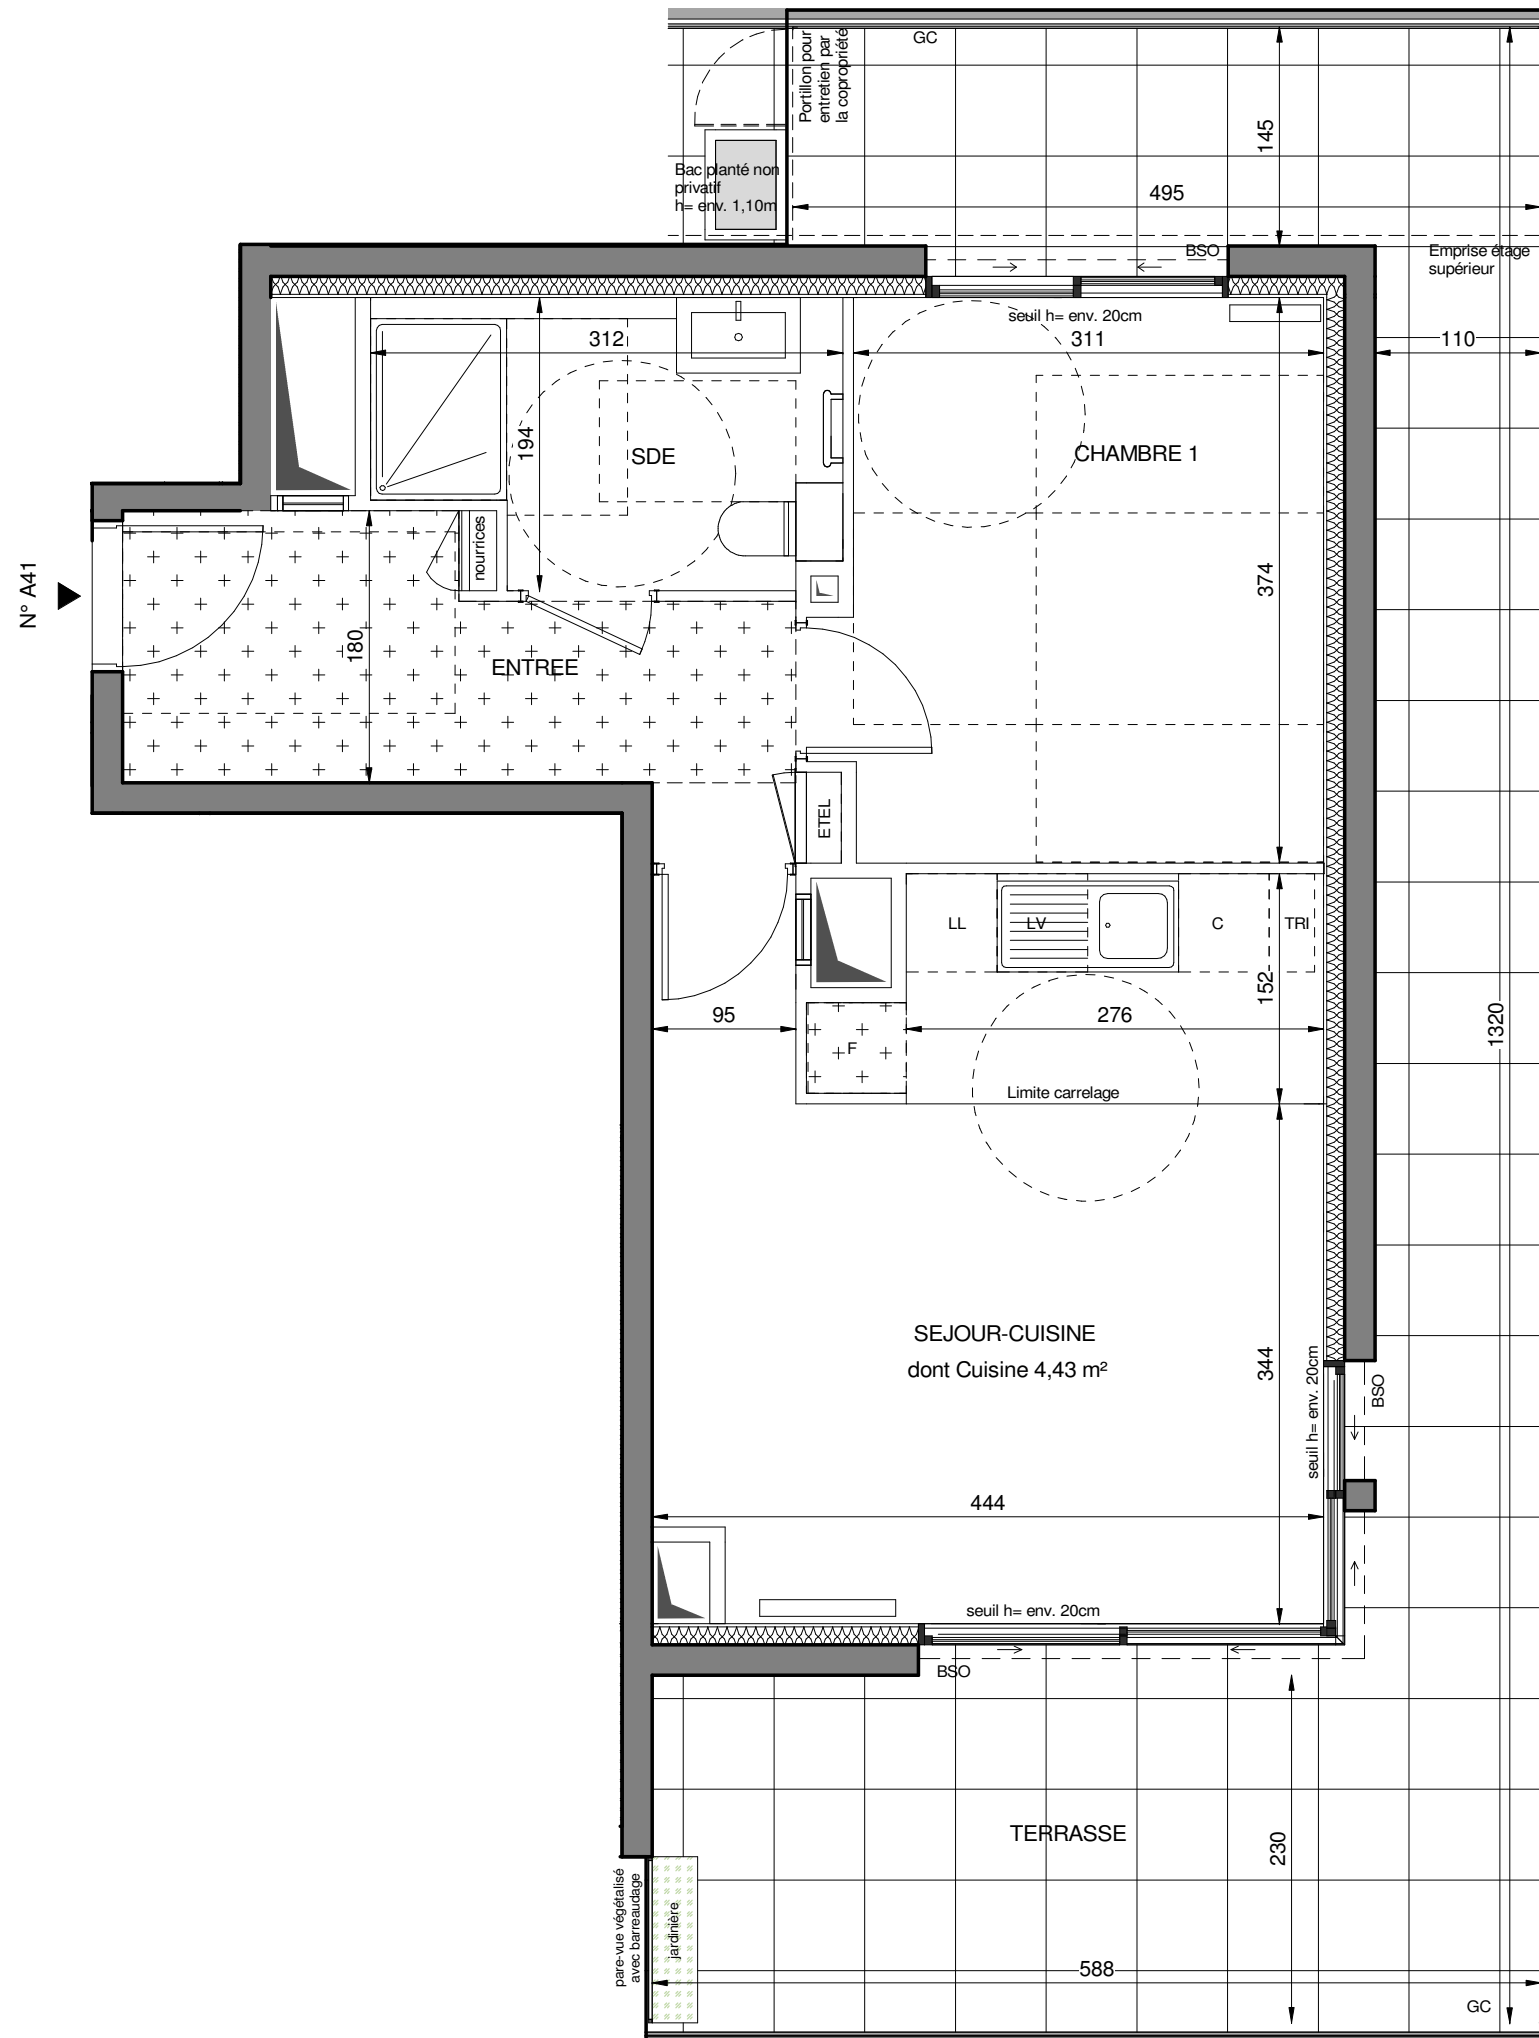 GC
Portillon pour
entretien par
la copropriété
145
Bac planté non
privatif
h= env. 1,10m
495
BSO
Emprise étage
supérieur
seuil h= env. 20cm
312
311
110
194
SDE
CHAMBRE 1
nourrices
374
N° A41
180
ENTREE
ETEL
LL
LV
C
TRI
152
95
276
1320
F
Limite carrelage
SEJOUR-CUISINE
dont Cuisine 4,43 m²
344
seuil h= env. 20cm
BSO
444
seuil h= env. 20cm
BSO
TERRASSE
230
pare-vue végétalisé
avec barreaudage
jardinière
588
GC